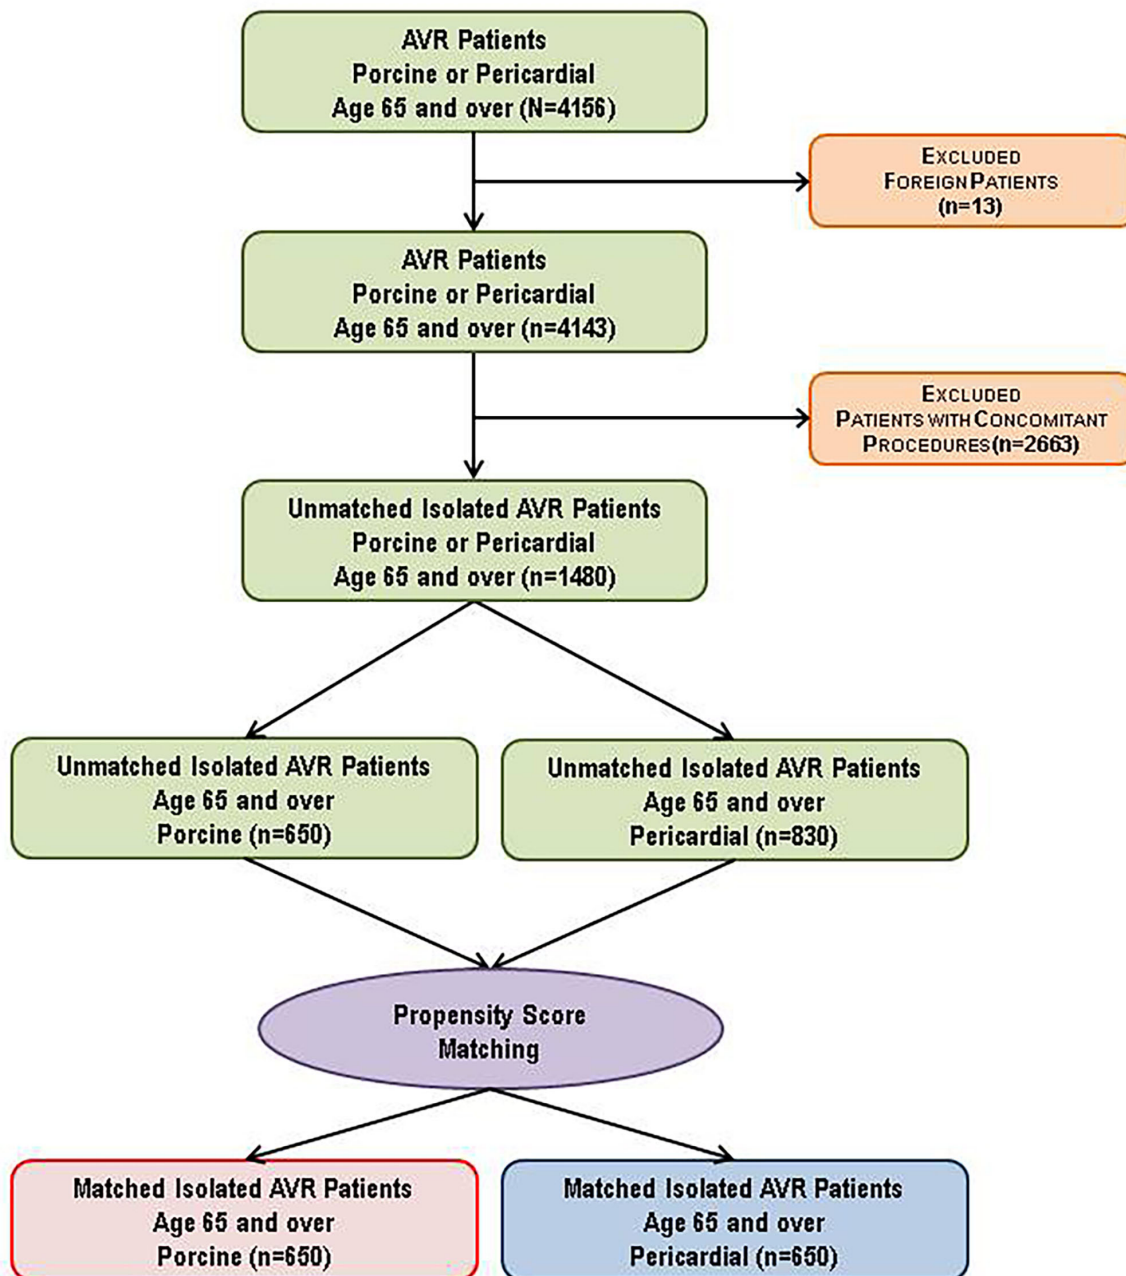 AVR Patients
Porcine or Pericardial
Age 65 and over (N=4156)
EXCLUDED
FOREIGN PATIENTS
(n=13)
AVR Patients
Porcine or Pericardial
Age 65 and over (n=4143)
EXCLUDED
PATIENTS WITH CONCOMITANT
PROCEDURES (n=2663)
Unmatched Isolated AVR Patients
Porcine or Pericardial
Age 65 and over (n=1480)
Unmatched Isolated AVR Patients
Age 65 and over
Porcine (n=650)
Unmatched Isolated AVR Patients
Age 65 and over
Pericardial (n=830)
Propensity Score
Matching
Matched Isolated AVR Patients
Age 65 and over
Porcine (n=650)
Matched Isolated AVR Patients
Age 65 and over
Pericardial (n=650)